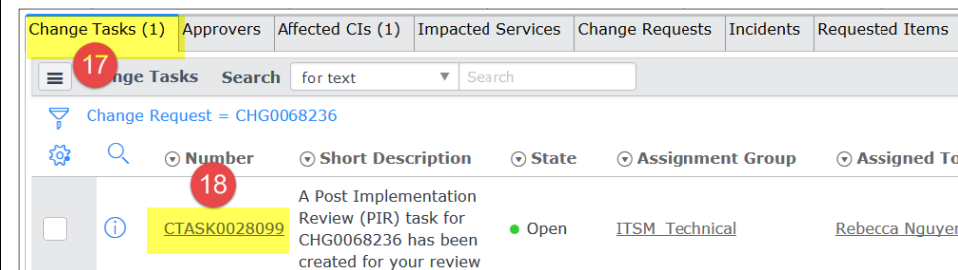 Change Tasks (1) Approvers Affected CIs (1) Impacted Services Change Requests Incidents Requested Items
17
Tasks Search for text Search
Change Request = CHG0068236
Number Short Description State Assignment Group Assigned To
18
A Post Implementation
Review (PIR) task for
CTASK0028099 CHG0068236 has been Open ITSM_Technical Rebecca Nguyen
created for your review